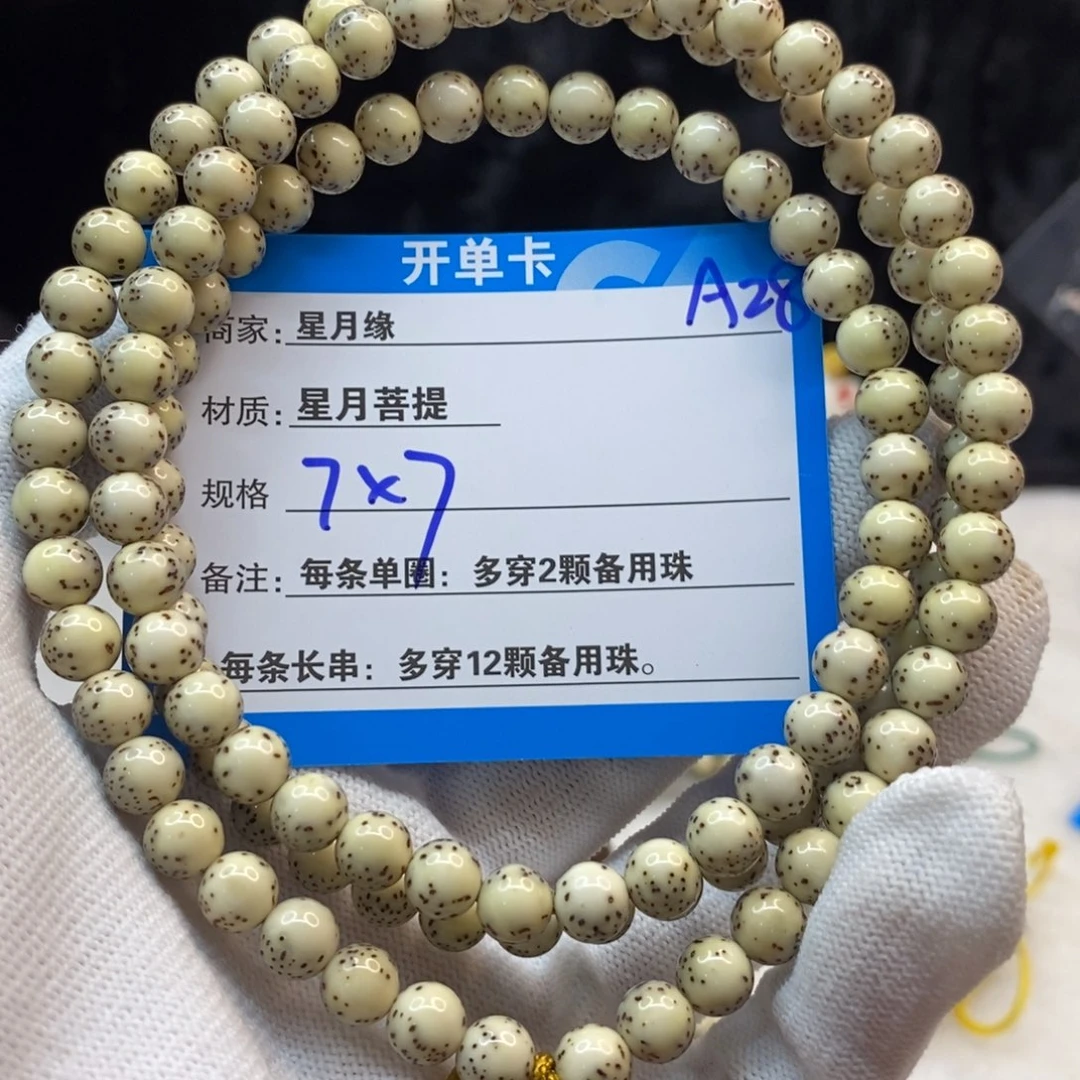 开单卡
A28
商家：星月缘
材质：星月菩提
规格 7×7
备注：每条单圈：多穿2颗备用珠
每条长串：多穿12颗备用珠。